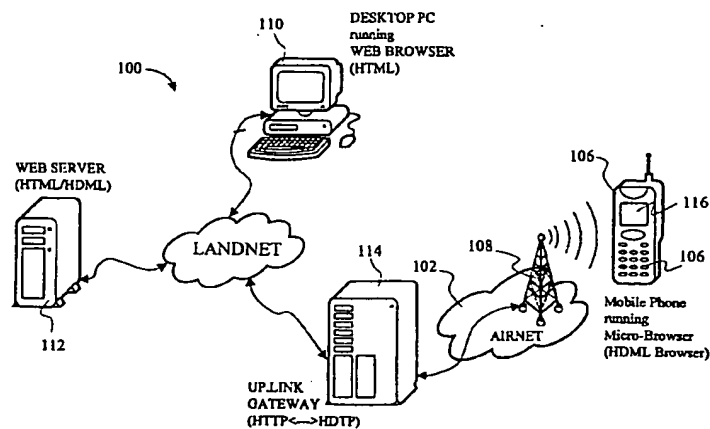 110
DESKTOP PC
running
WEB BROWSER
(HTML)
100
WEB SERVER
(HTML/HDML)
106
116
LANDNET
114
102
108
106
112
AIRNET
Mobile Phone
running
Micro-Browser
(HDML Browser)
UP.LINK
GATEWAY
(HTTP<--->HDTP)